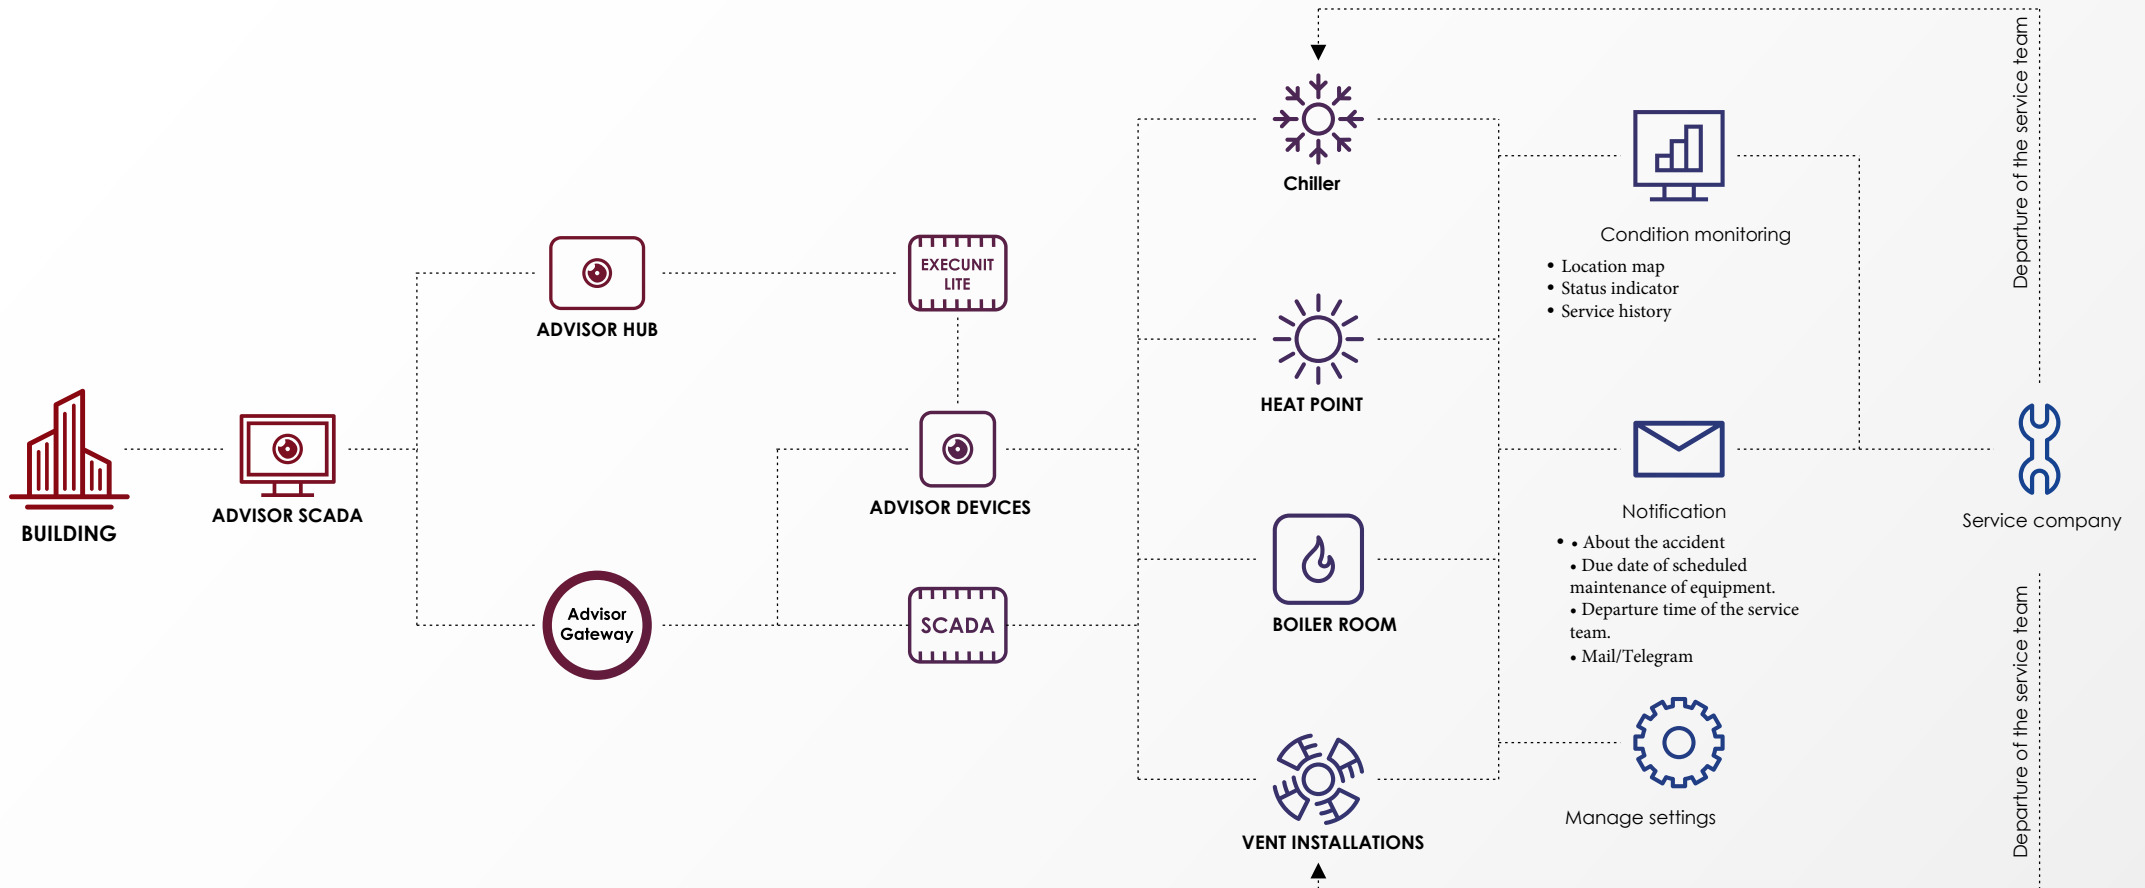 BUILDING
ADVISOR SCADA
ADVISOR HUB
Advisor
Gateway
EXECUNIT
LITE
ADVISOR DEVICES
SCADA
Chiller
HEAT POINT
BOILER ROOM
VENT INSTALLATIONS
Condition monitoring
• Location map
• Status indicator
• Service history
Notification
• • About the accident
• Due date of scheduled
maintenance of equipment.
• Departure time of the service
team.
• Mail/Telegram
Manage settings
Departure of the service team
Service company
Departure of the service team